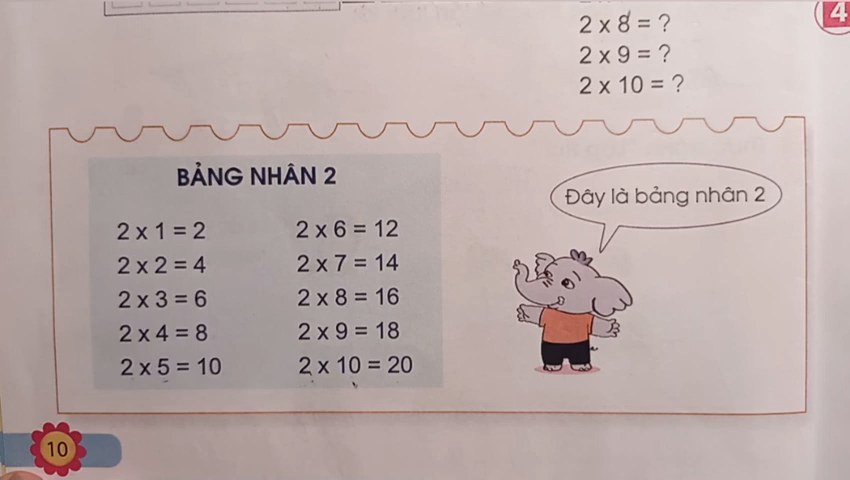 2 x 8 = ?
2 x 9 = ?
2 x 10 = ?
4
BẢNG NHÂN 2
2 x 1 = 2
2 x 2 = 4
2 x 3 = 6
2 x 4 = 8
2 x 5 = 10
2 x 6 = 12
2 x 7 = 14
2 x 8 = 16
2 x 9 = 18
2 x 10 = 20
Đây là bảng nhân 2
10